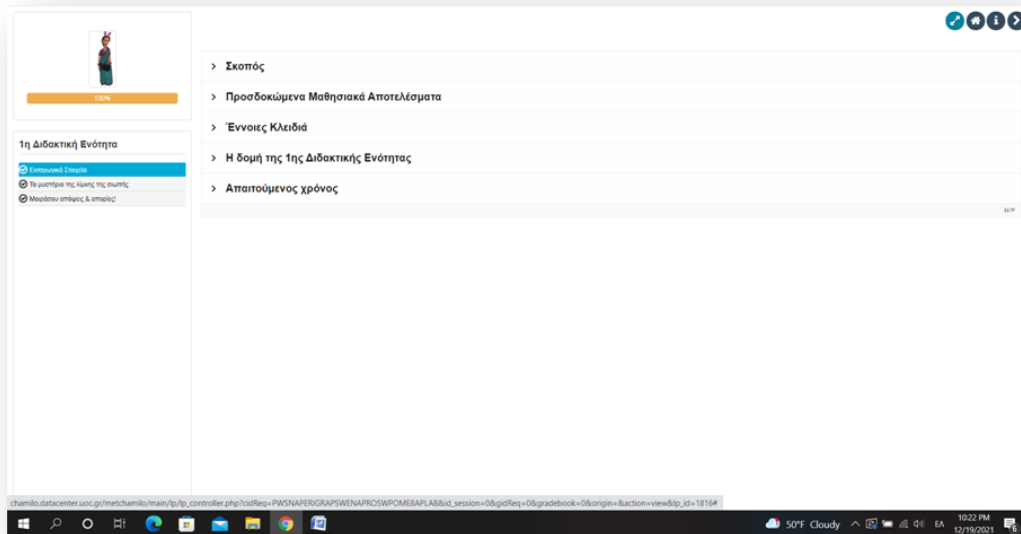 100%
1η Διδακτική Ενότητα
Εισαγωγικά Στοιχεία
Το μυστήριο της λίμνης της σιωπής
Μοιράσου απόψεις & απορίες!
Σκοπός
Προσδοκώμενα Μαθησιακά Αποτελέσματα
Έννοιες Κλειδιά
Η δομή της 1ης Διδακτικής Ενότητας
Απαιτούμενος χρόνος
chamilo.datacenter.uoc.gr/metchamilo/main/lp/lp_controller.php?cidReq=PWSNAPERIGRAPSWENAPROSWPOMEBAPLAB&id_session=0&gidReq=0&gradebook=0&origin=&action=view&lp_id=1816#
50°F Cloudy
ΕΛ
10:22 PM
12/19/2021
6